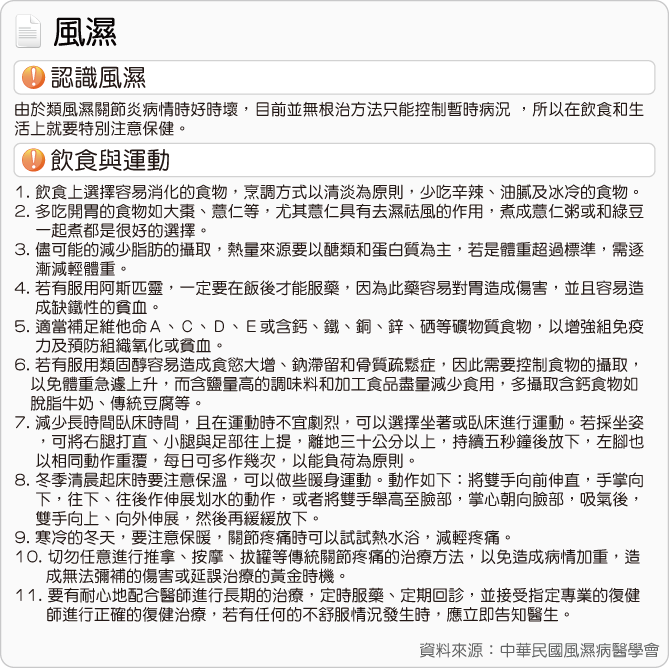 風濕
認識風濕
由於類風濕關節炎病情時好時壞，目前並無根治方法只能控制暫時病況 ，所以在飲食和生
活上就要特別注意保健。
飲食與運動
1. 飲食上選擇容易消化的食物，烹調方式以清淡為原則，少吃辛辣、油膩及冰冷的食物。
2. 多吃開胃的食物如大棗、薏仁等，尤其薏仁具有去濕祛風的作用，煮成薏仁粥或和綠豆
一起煮都是很好的選擇。
3. 儘可能的減少脂肪的攝取，熱量來源要以醣類和蛋白質為主，若是體重超過標準，需逐
漸減輕體重。
4. 若有服用阿斯匹靈，一定要在飯後才能服藥，因為此藥容易對胃造成傷害，並且容易造
成缺鐵性的貧血。
5. 適當補足維他命Ａ、Ｃ、Ｄ、Ｅ或含鈣、鐵、銅、鋅、硒等礦物質食物，以增強組免疫
力及預防組織氧化或貧血。
6. 若有服用類固醇容易造成食慾大增、鈉滯留和骨質疏鬆症，因此需要控制食物的攝取，
以免體重急遽上升，而含鹽量高的調味料和加工食品盡量減少食用，多攝取含鈣食物如
脫脂牛奶、傳統豆腐等。
7. 減少長時間臥床時間，且在運動時不宜劇烈，可以選擇坐著或臥床進行運動。若採坐姿
，可將右腿打直、小腿與足部往上提，離地三十公分以上，持續五秒鐘後放下，左腳也
以相同動作重覆，每日可多作幾次，以能負荷為原則。
8. 冬季清晨起床時要注意保溫，可以做些暖身運動。動作如下：將雙手向前伸直，手掌向
下，往下、往後作伸展划水的動作，或者將雙手舉高至臉部，掌心朝向臉部，吸氣後，
雙手向上、向外伸展，然後再緩緩放下。
9. 寒冷的冬天，要注意保暖，關節疼痛時可以試試熱水浴，減輕疼痛。
10. 切勿任意進行推拿、按摩、拔罐等傳統關節疼痛的治療方法，以免造成病情加重，造
成無法彌補的傷害或延誤治療的黃金時機。
11. 要有耐心地配合醫師進行長期的治療，定時服藥、定期回診，並接受指定專業的復健
師進行正確的復健治療，若有任何的不舒服情況發生時，應立即告知醫生。
資料來源：中華民國風濕病醫學會